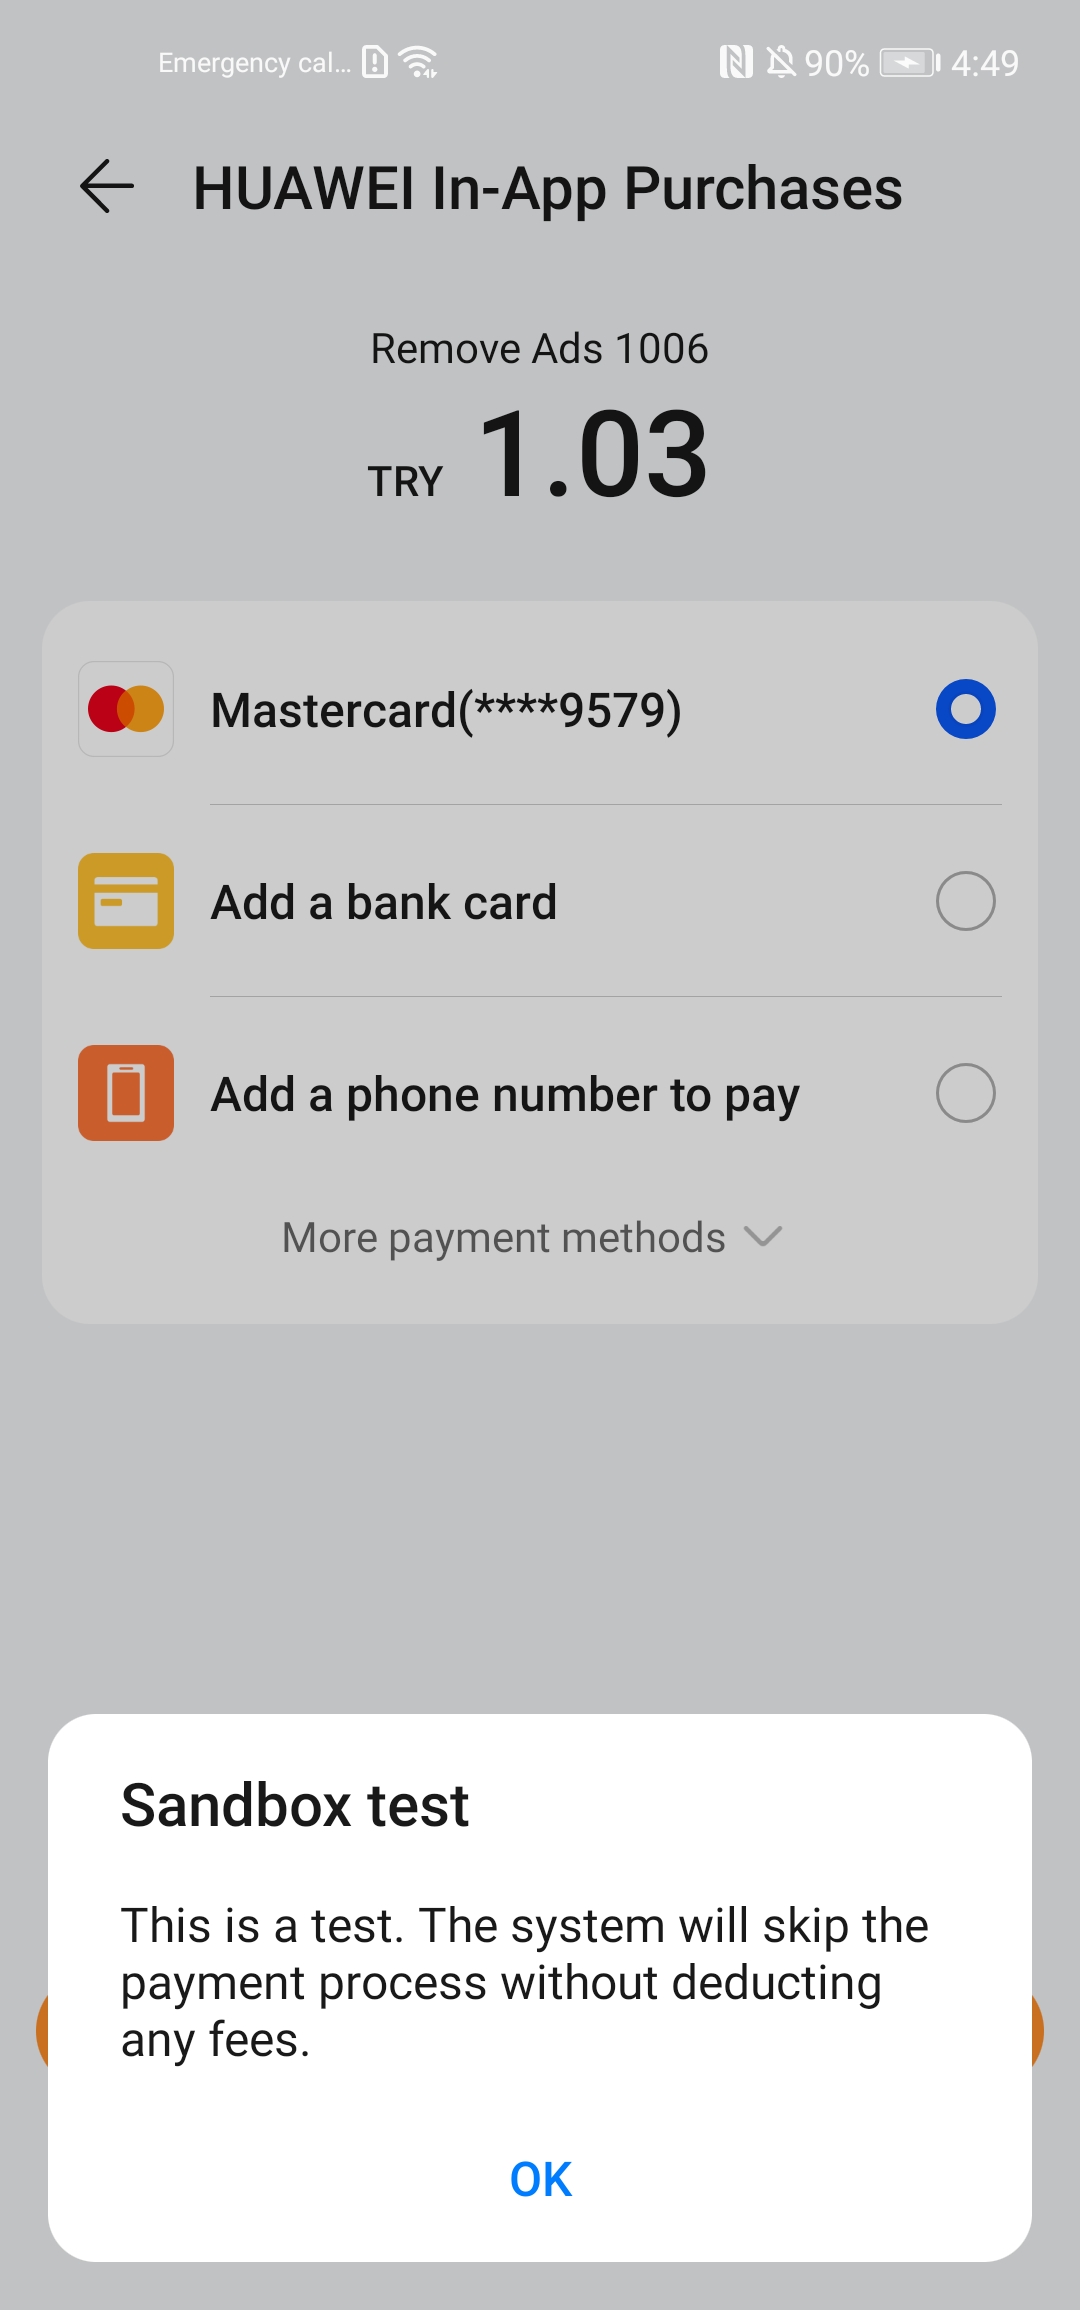 Emergency cal... 90% 4:49
HUAWEI In-App Purchases
Remove Ads 1006
TRY 1.03
Mastercard(****9579)
Add a bank card
Add a phone number to pay
More payment methods
Sandbox test
This is a test. The system will skip the
payment process without deducting
any fees.
OK